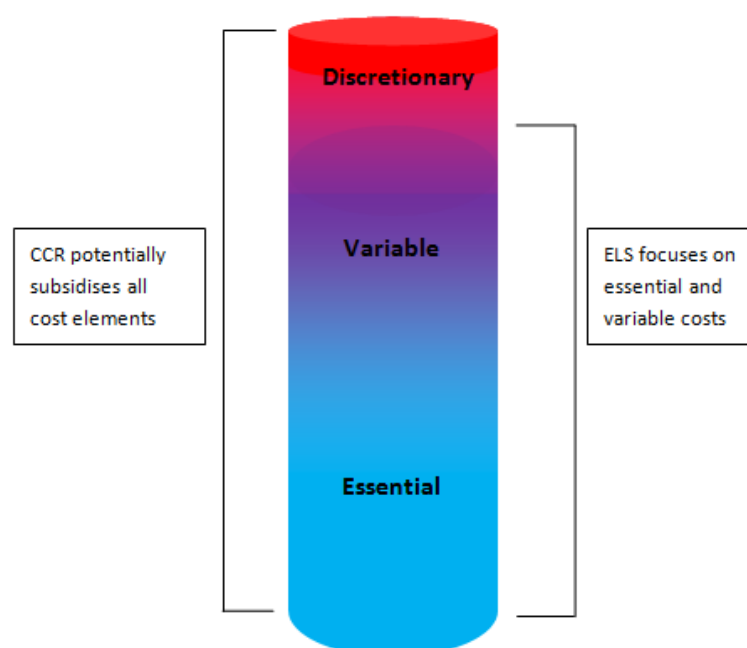 Discretionary
CCR potentially
subsidises all
cost elements
Variable
ELS focuses on
essential and
variable costs
Essential